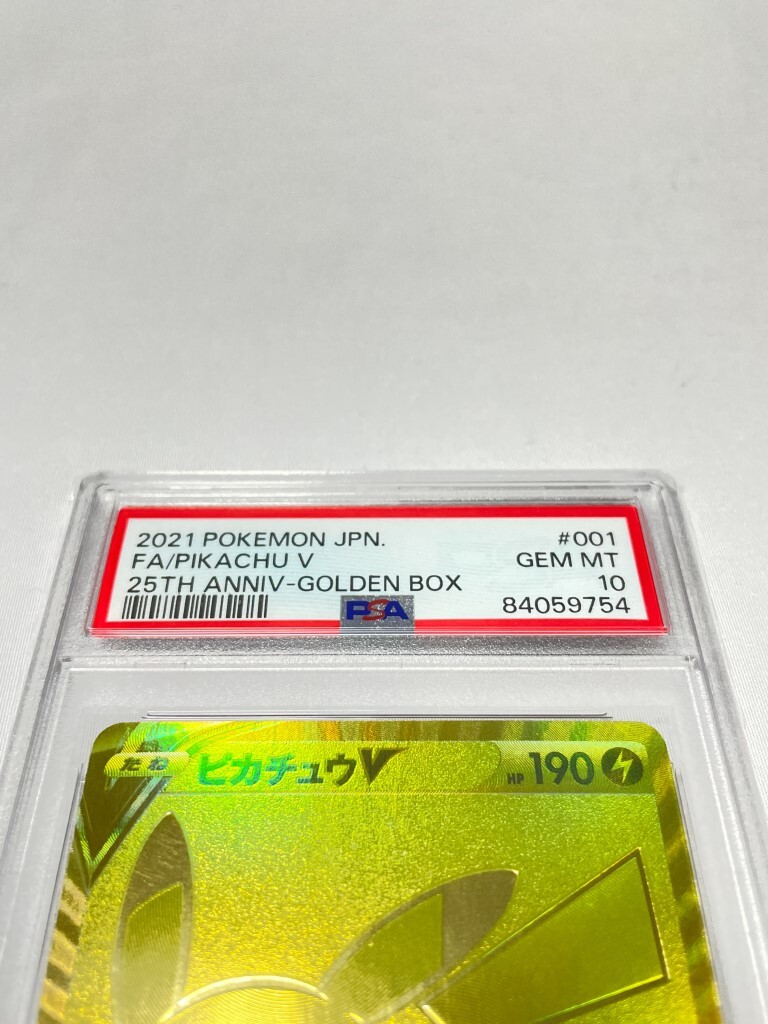 2021 POKEMON JPN. #001
FA/PIKACHU V GEM MT
25TH ANNIV-GOLDEN BOX 10
PSA 84059754
たね ピカチュウV HP 190